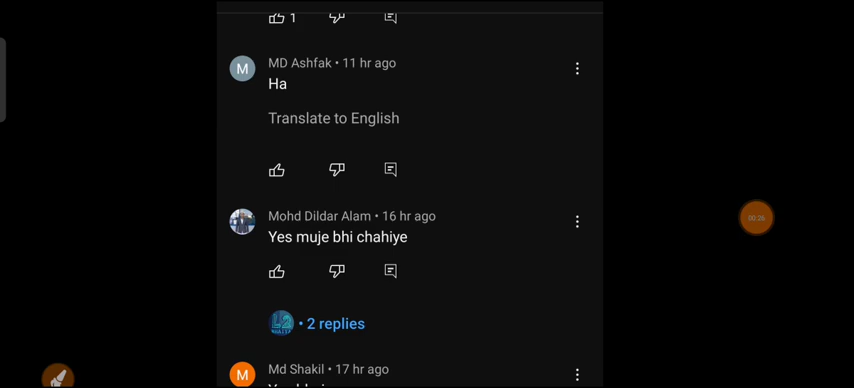 1
MD Ashfak • 11 hr ago
M
Ha
Translate to English
Mohd Dildar Alam • 16 hr ago
Yes muje bhi chahiye
00:26
• 2 replies
Md Shakil • 17 hr ago
M